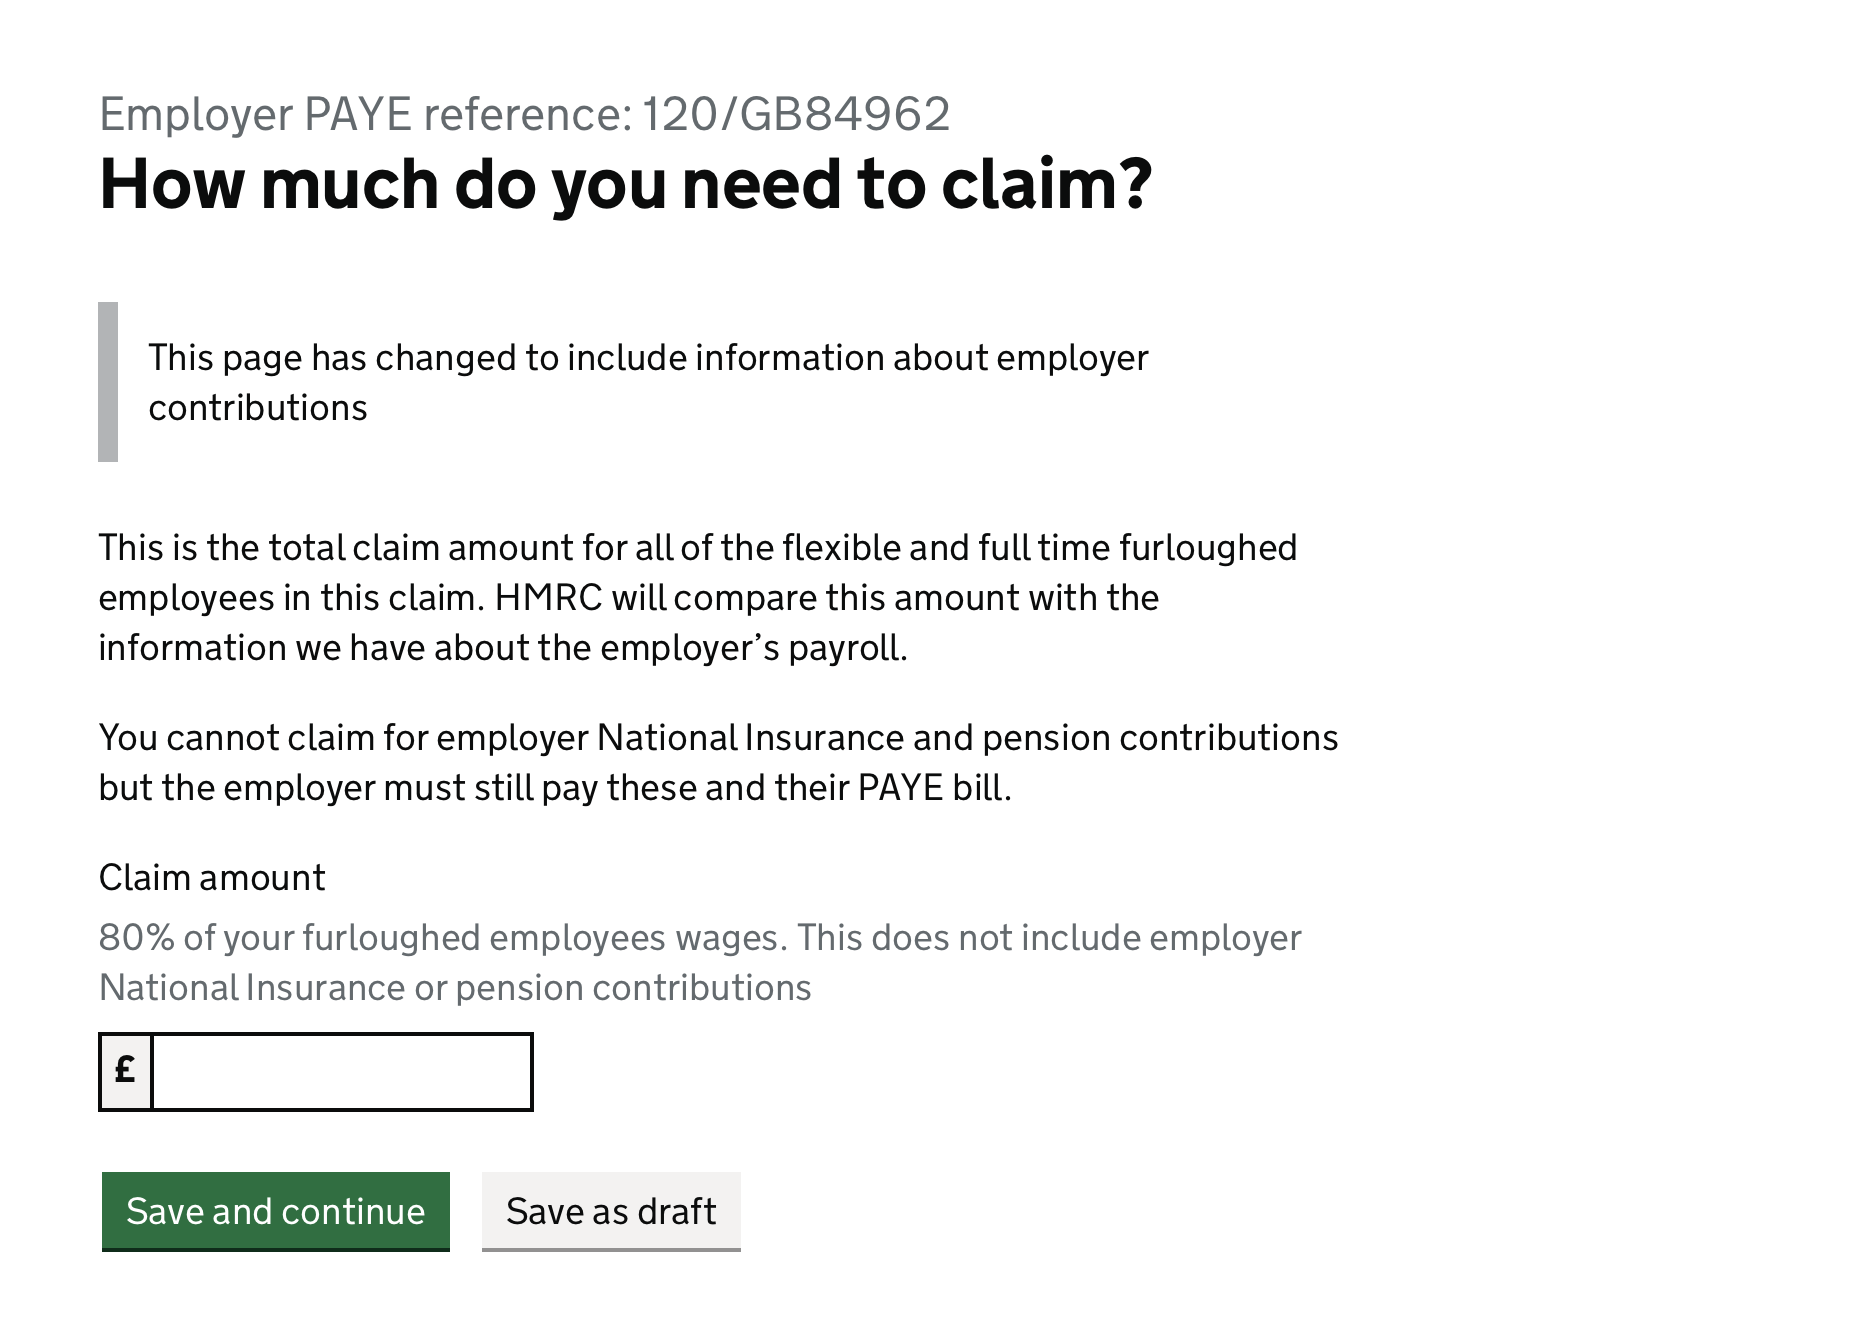 Employer PAYE reference: 120/GB84962
How much do you need to claim?
This page has changed to include information about employer
contributions
This is the total claim amount for all of the flexible and full time furloughed
employees in this claim. HMRC will compare this amount with the
information we have about the employer’s payroll.
You cannot claim for employer National Insurance and pension contributions
but the employer must still pay these and their PAYE bill.
Claim amount
80% of your furloughed employees wages. This does not include employer
National Insurance or pension contributions
£
Save and continue Save as draft